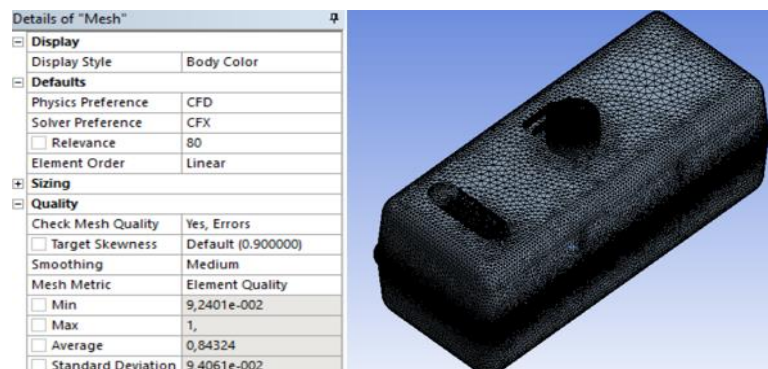 Details of "Mesh"
Display
Display Style Body Color
Defaults
Physics Preference CFD
Solver Preference CFX
Relevance 80
Element Order Linear
Sizing
Quality
Check Mesh Quality Yes, Errors
Target Skewness Default (0.900000)
Smoothing Medium
Mesh Metric Element Quality
Min 9,2401e-002
Max 1,
Average 0,84324
Standard Deviation 9,4061e-002